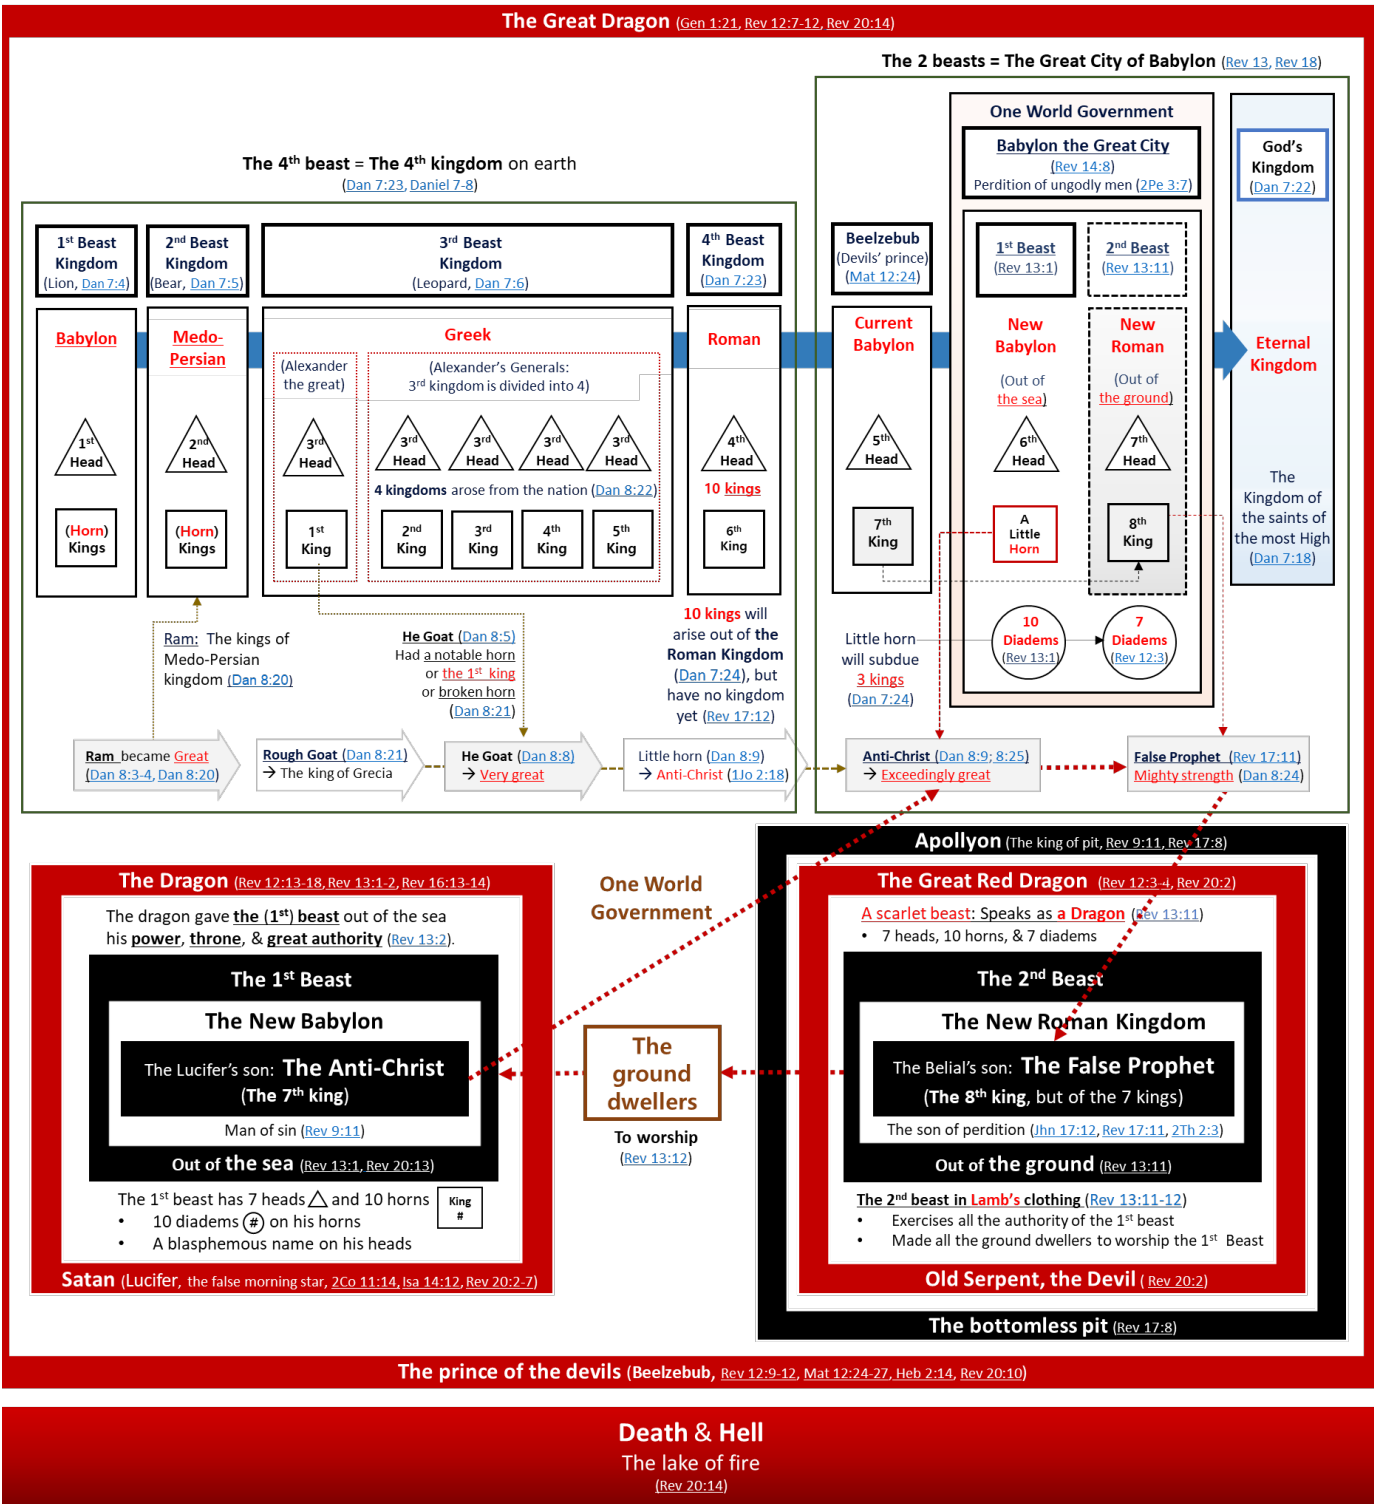 The Great Dragon (Gen 1:21, Rev 12:7-12, Rev 20:14)
The 2 beasts = The Great City of Babylon (Rev 13, Rev 18)
The 4th beast = The 4th kingdom on earth
(Dan 7:23, Daniel 7-8)
1st Beast
Kingdom
(Lion, Dan 7:4)
2nd Beast
Kingdom
(Bear, Dan 7:5)
3rd Beast
Kingdom
(Leopard, Dan 7:6)
4th Beast
Kingdom
(Dan 7:23)
Beelzebub
(Devils' prince)
(Mat 12:24)
One World Government
Babylon the Great City
(Rev 14:8)
Perdition of ungodly men (2Pe 3:7)
1st Beast
(Rev 13:1)
2nd Beast
(Rev 13:11)
God's
Kingdom
(Dan 7:22)
Babylon
Medo-
Persian
Greek
Roman
Current
Babylon
New
Babylon
(Out of
the sea)
New
Roman
(Out of
the ground)
Eternal
Kingdom
(Alexander
the great)
(Alexander's Generals:
3rd kingdom is divided into 4)
1st
Head
2nd
Head
3rd
Head
3rd
Head
3rd
Head
3rd
Head
3rd
Head
4th
Head
5th
Head
6th
Head
7th
Head
4 kingdoms arose from the nation (Dan 8:22)
10 kings
(Horn)
Kings
(Horn)
Kings
1st
King
2nd
King
3rd
King
4th
King
5th
King
6th
King
7th
King
A
Little
Horn
8th
King
The
Kingdom of
the saints of
the most High
(Dan 7:18)
Ram: The kings of
Medo-Persian
kingdom (Dan 8:20)
He Goat (Dan 8:5)
Had a notable horn
or the 1st king
or broken horn
(Dan 8:21)
10 kings will
arise out of the
Roman Kingdom
(Dan 7:24), but
have no kingdom
yet (Rev 17:12)
Little horn
will subdue
3 kings
(Dan 7:24)
10
Diadems
(Rev 13:1)
7
Diadems
(Rev 12:3)
Ram became Great
(Dan 8:3-4, Dan 8:20)
Rough Goat (Dan 8:21)
→ The king of Grecia
He Goat (Dan 8:8)
→ Very great
Little horn (Dan 8:9)
→ Anti-Christ (1Jo 2:18)
Anti-Christ (Dan 8:9; 8:25)
→ Exceedingly great
False Prophet (Rev 17:11)
Mighty strength (Dan 8:24)
The Dragon (Rev 12:13-18, Rev 13:1-2, Rev 16:13-14)
The dragon gave the (1st) beast out of the sea
his power, throne, & great authority (Rev 13:2).
The 1st Beast
The New Babylon
The Lucifer's son: The Anti-Christ
(The 7th king)
Man of sin (Rev 9:11)
Out of the sea (Rev 13:1, Rev 20:13)
The 1st beast has 7 heads △ and 10 horns
King
#
• 10 diadems (#) on his horns
• A blasphemous name on his heads
Satan (Lucifer, the false morning star, 2Co 11:14, Isa 14:12, Rev 20:2-7)
One World
Government
The
ground
dwellers
To worship
(Rev 13:12)
Apollyon (The king of pit, Rev 9:11, Rev 17:8)
The Great Red Dragon (Rev 12:3-4, Rev 20:2)
A scarlet beast: Speaks as a Dragon (Rev 13:11)
• 7 heads, 10 horns, & 7 diadems
The 2nd Beast
The New Roman Kingdom
The Belial's son: The False Prophet
(The 8th king, but of the 7 kings)
The son of perdition (Jhn 17:12, Rev 17:11, 2Th 2:3)
Out of the ground (Rev 13:11)
The 2nd beast in Lamb's clothing (Rev 13:11-12)
• Exercises all the authority of the 1st beast
• Made all the ground dwellers to worship the 1st Beast
Old Serpent, the Devil ( Rev 20:2)
The bottomless pit (Rev 17:8)
The prince of the devils (Beelzebub, Rev 12:9-12, Mat 12:24-27, Heb 2:14, Rev 20:10)
Death & Hell
The lake of fire
(Rev 20:14)